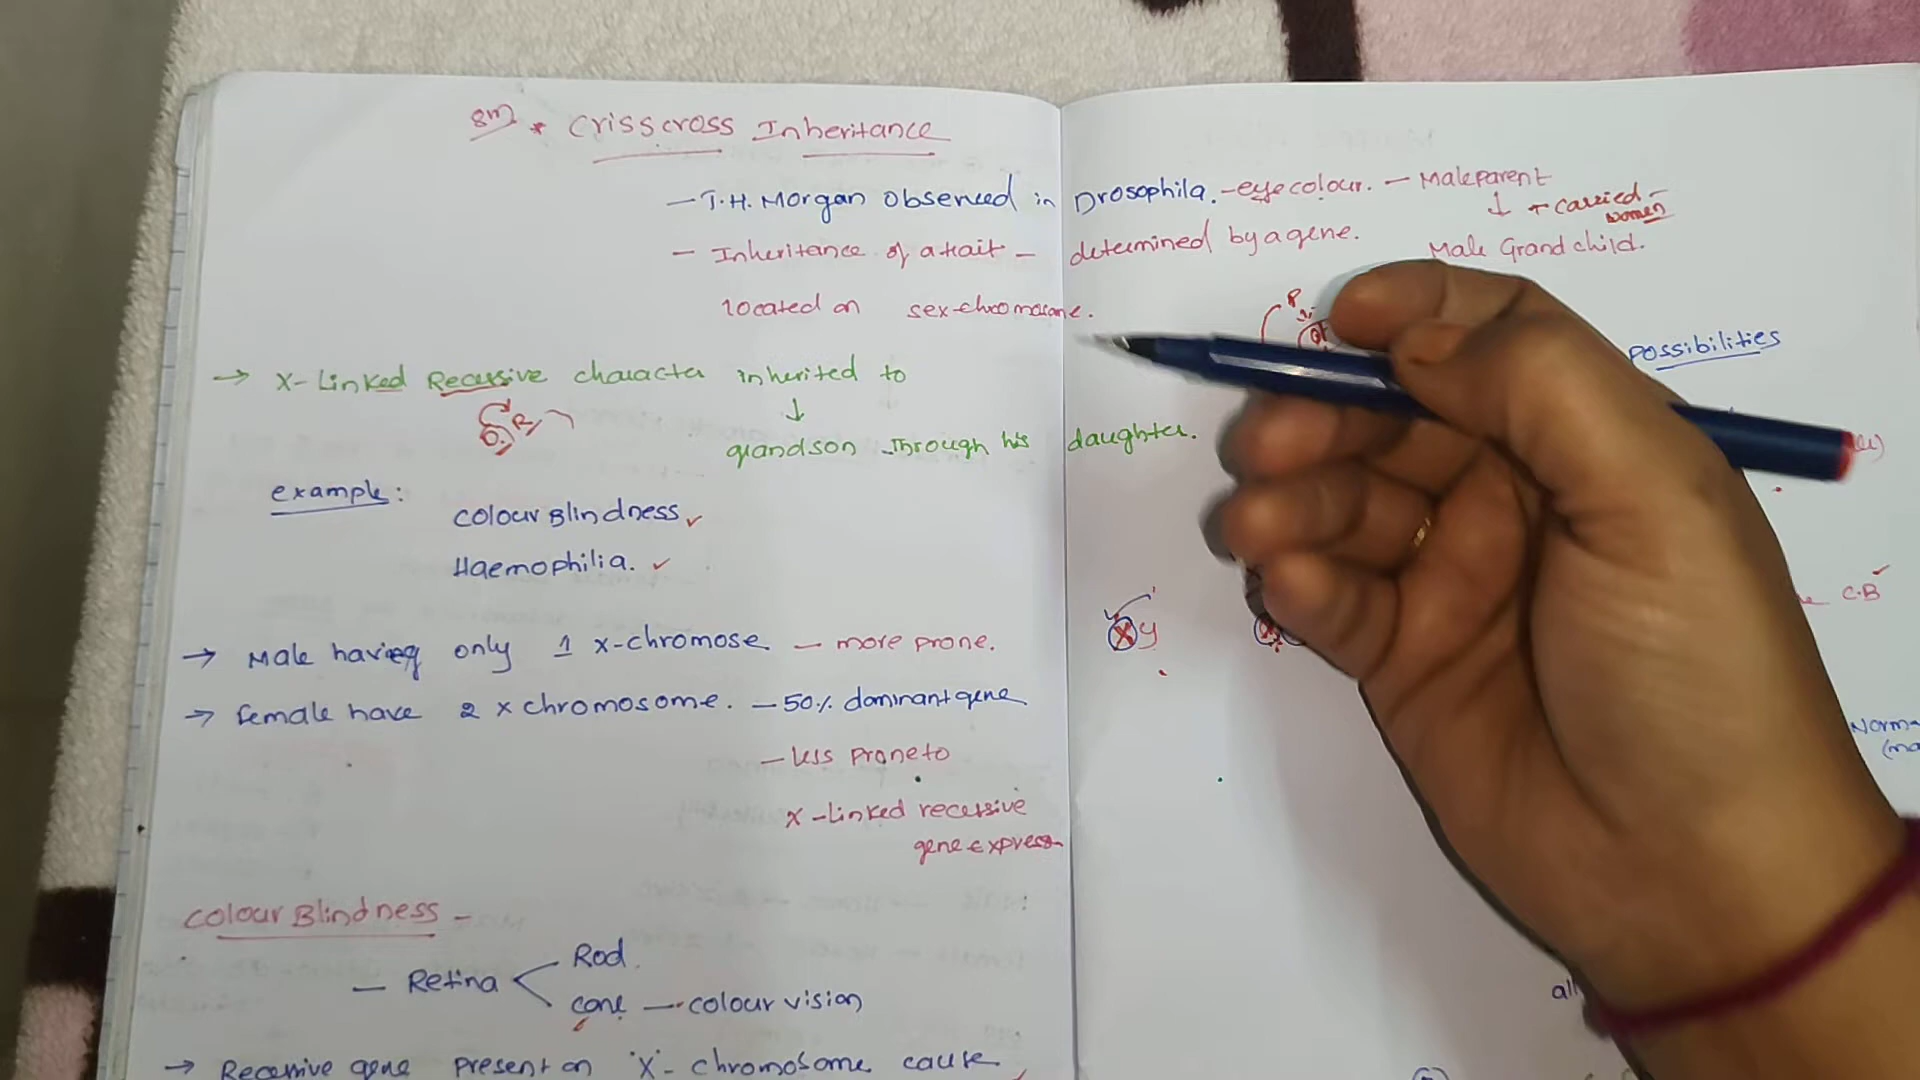 8m * Crisscross Inheritance
- T.H. Morgan observed in Drosophila. - eye colour. - Male parent
↓ → carried -
women
Male Grand child.
- Inheritance of a trait - determined by a gene.
located on sex-chromosome.
→ X-Linked Recessive character inherited to
↓
grandson through his daughter.
example:
Colour Blindness ✓
Haemophilia. ✓
→ Male having only 1 x-chromose - more prone.
→ Female have 2 x chromosome. - 50% dominant gene
- less prone to
X-linked recessive
gene express
Colour Blindness -
- Retina < Rod.
cone - colour vision
→ Recessive gene present on 'X'- chromosome cause
Possibilities
XY
C.B ✓